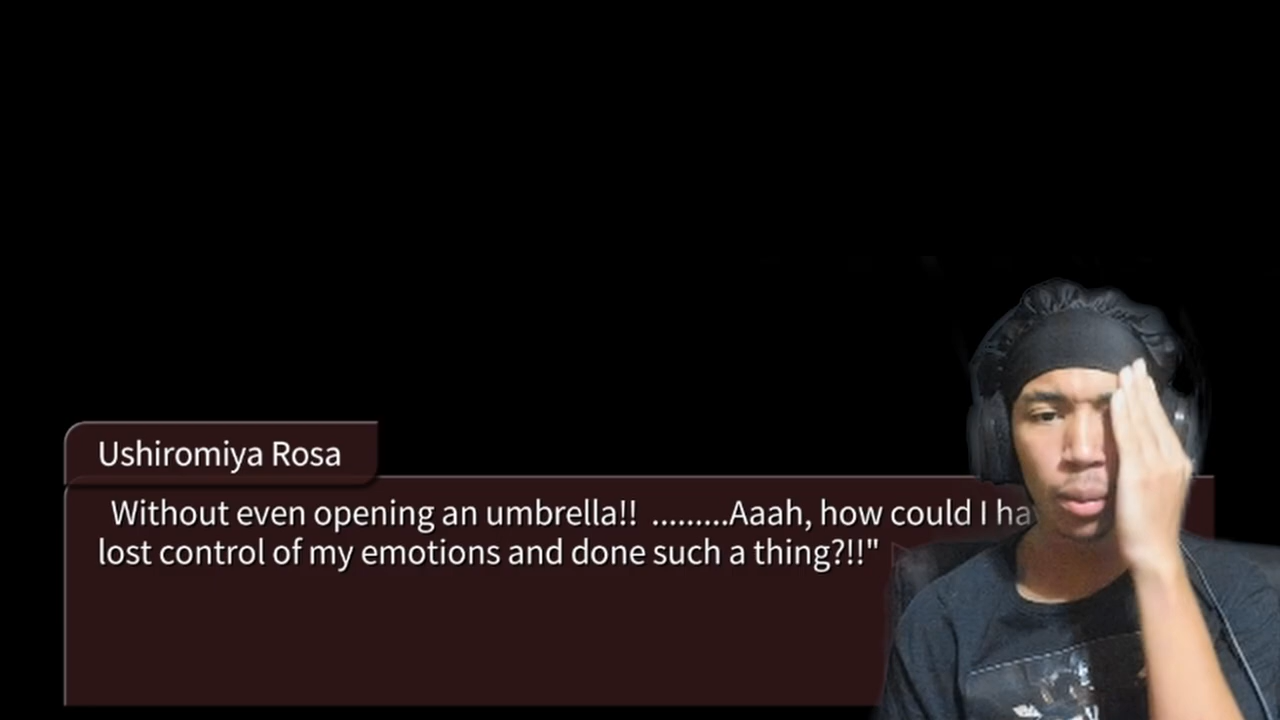 Ushiromiya Rosa
Without even opening an umbrella!! .........Aaah, how could I ha
lost control of my emotions and done such a thing?!!"